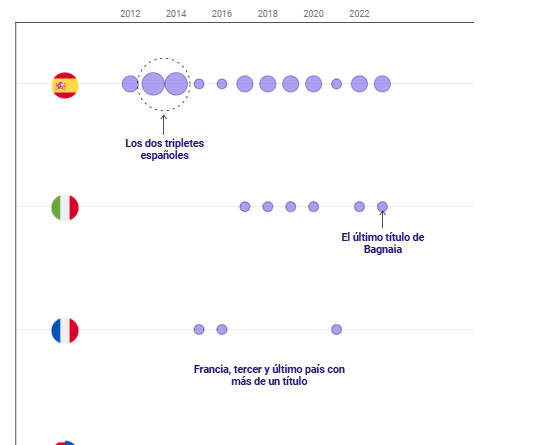 2012 2014 2016 2018 2020 2022
Los dos tripletes
españoles
El último título de
Bagnaia
Francia, tercer y último país con
más de un título